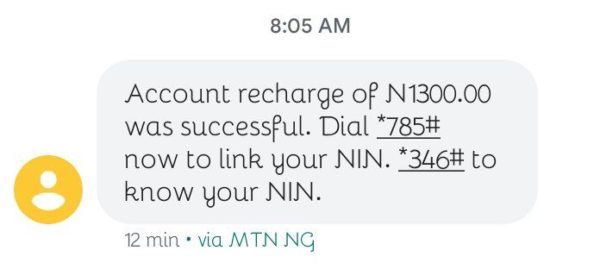 8:05 AM
Account recharge of N1300.00
was successful. Dial *785#
now to link your NIN. *346# to
know your NIN.
12 min • via MTN NG